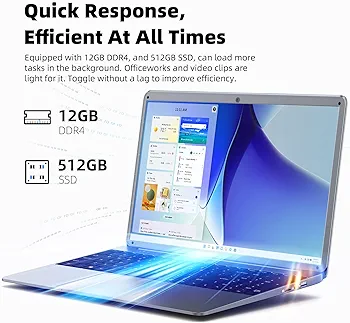 Quick Response,
Efficient At All Times
Equipped with 12GB DDR4, and 512GB SSD, can load more
tasks in the background. Officeworks and video clips are
light for it. Toggle without a lag to improve efficiency.
12GB
DDR4
512GB
SSD